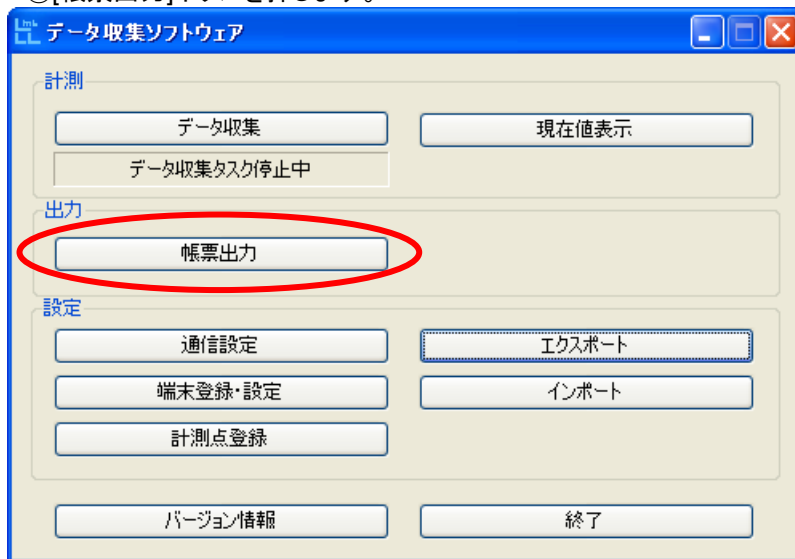 データ収集ソフトウェア
計測
データ収集
現在値表示
データ収集タスク停止中
出力
帳票出力
設定
通信設定
エクスポート
端末登録・設定
インポート
計測点登録
バージョン情報
終了